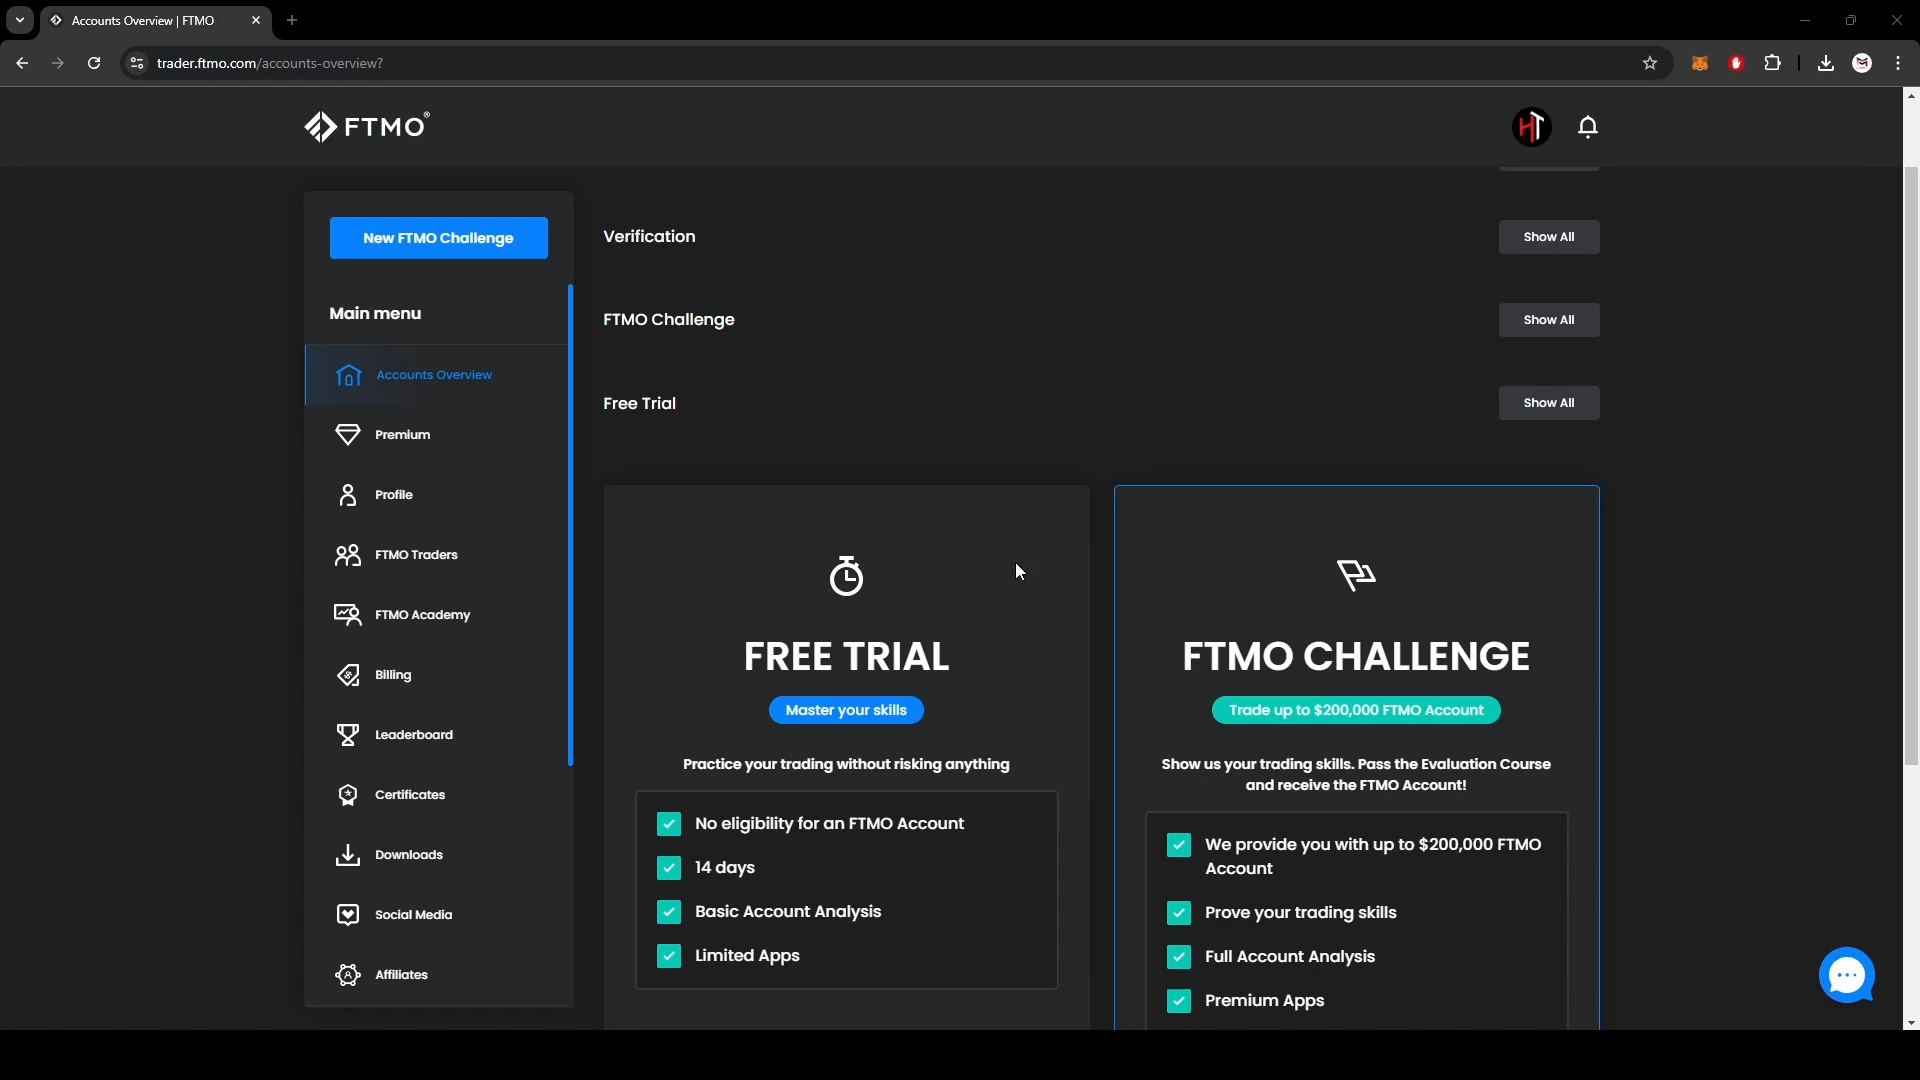 Accounts Overview | FTMO
trader.ftmo.com/accounts-overview?
FTMO®
HT
New FTMO Challenge
Main menu
Accounts Overview
Premium
Profile
FTMO Traders
FTMO Academy
Billing
Leaderboard
Certificates
Downloads
Social Media
Affiliates
Verification
Show All
FTMO Challenge
Show All
Free Trial
Show All
FREE TRIAL
Master your skills
Practice your trading without risking anything
No eligibility for an FTMO Account
14 days
Basic Account Analysis
Limited Apps
FTMO CHALLENGE
Trade up to $200,000 FTMO Account
Show us your trading skills. Pass the Evaluation Course
and receive the FTMO Account!
We provide you with up to $200,000 FTMO
Account
Prove your trading skills
Full Account Analysis
Premium Apps